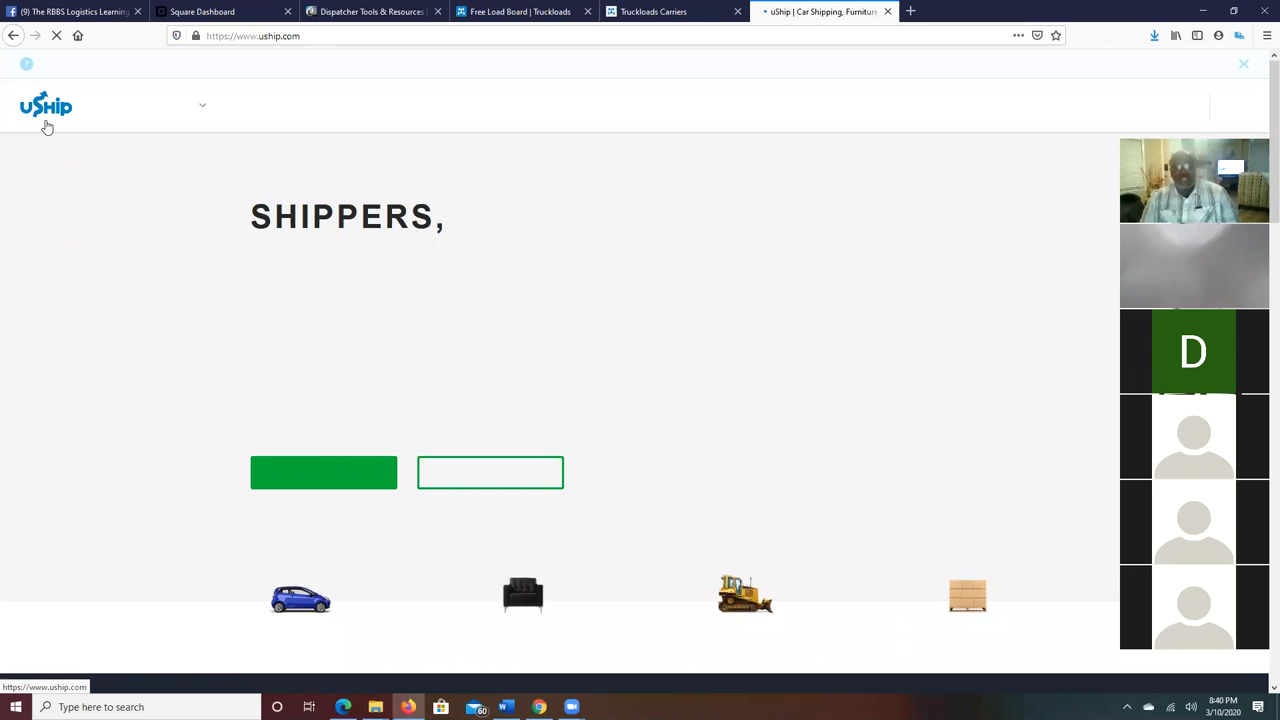 (9) The RBBS Logistics Learning
Square Dashboard
Dispatcher Tools & Resources |
Free Load Board | Truckloads
Truckloads Carriers
uShip | Car Shipping, Furniture
https://www.uship.com
?
uShip
SHIPPERS,
D
https://www.uship.com
Type here to search
60
8:40 PM
3/10/2020